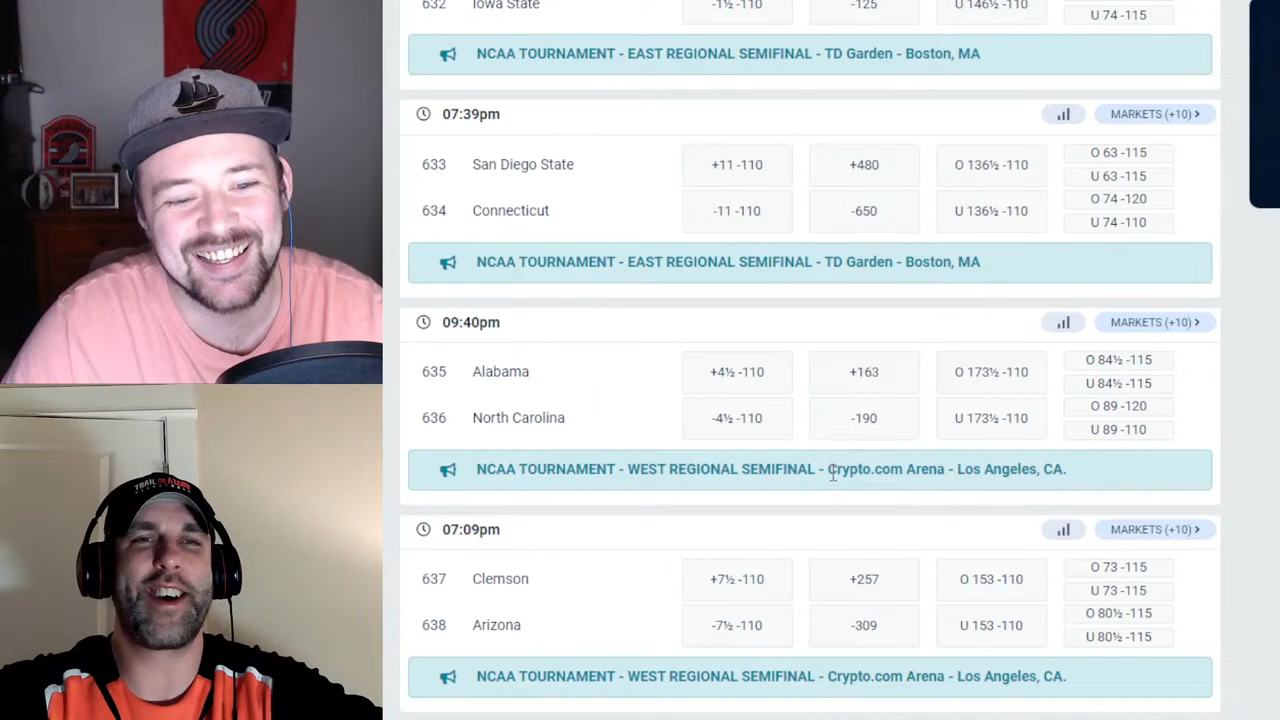 632 Iowa State -1½ -110 -125 U 146½ -110
U 74 -115
NCAA TOURNAMENT - EAST REGIONAL SEMIFINAL - TD Garden - Boston, MA
07:39pm MARKETS (+10)
O 63 -115
633 San Diego State +11 -110 +480 O 136½ -110
U 63 -115
O 74 -120
634 Connecticut -11 -110 -650 U 136½ -110
U 74 -110
NCAA TOURNAMENT - EAST REGIONAL SEMIFINAL - TD Garden - Boston, MA
09:40pm MARKETS (+10)
O 84½ -115
635 Alabama +4½ -110 +163 O 173½ -110
U 84½ -115
O 89 -120
636 North Carolina -4½ -110 -190 U 173½ -110
U 89 -110
NCAA TOURNAMENT - WEST REGIONAL SEMIFINAL - Crypto.com Arena - Los Angeles, CA.
07:09pm MARKETS (+10)
O 73 -115
637 Clemson +7½ -110 +257 O 153 -110
U 73 -115
O 80½ -115
638 Arizona -7½ -110 -309 U 153 -110
U 80½ -115
NCAA TOURNAMENT - WEST REGIONAL SEMIFINAL - Crypto.com Arena - Los Angeles, CA.
TRAIL BLAZERS